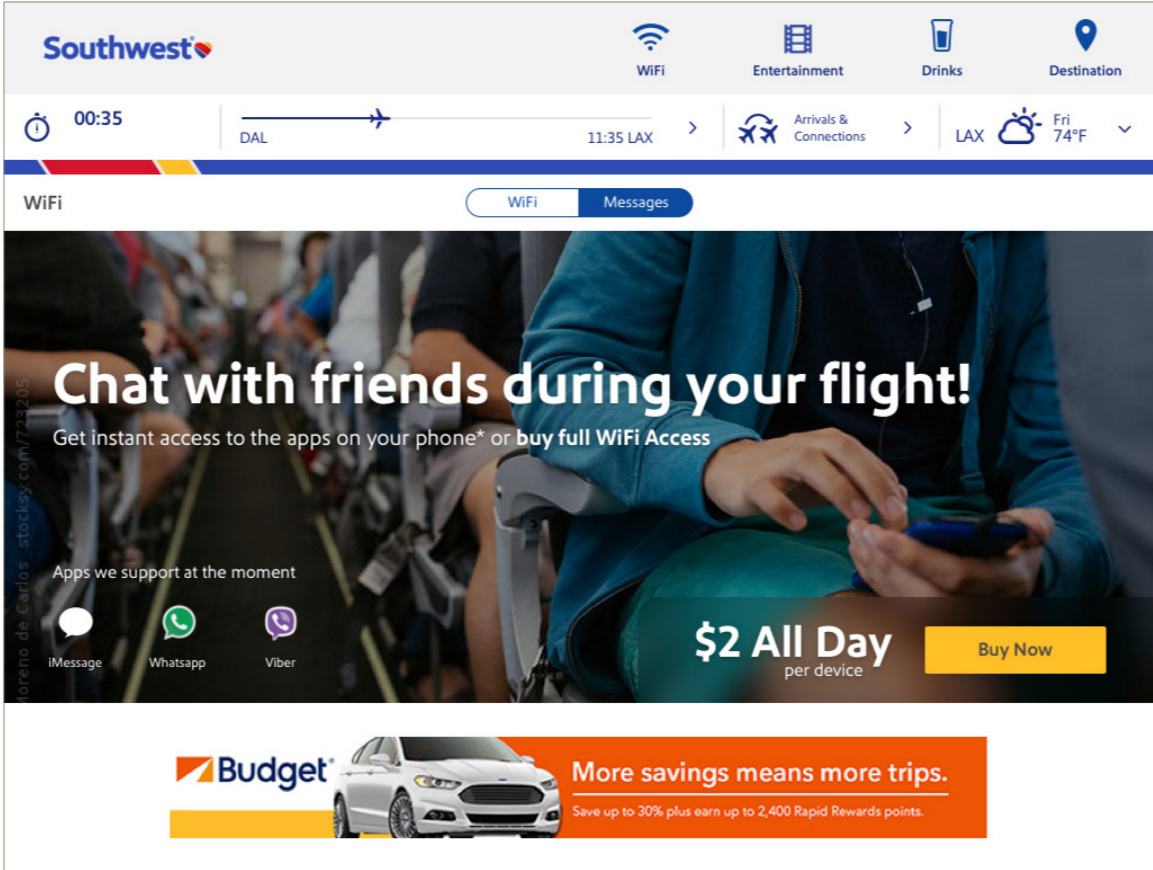 Southwest
WiFi
Entertainment
Drinks
Destination
00:35
DAL
11:35 LAX
Arrivals &
Connections
LAX
Fri
74°F
WiFi
WiFi
Messages
Chat with friends during your flight!
Get instant access to the apps on your phone* or buy full WiFi Access
Moreno de Carlos stocksy.com/723205
Apps we support at the moment
iMessage
Whatsapp
Viber
$2 All Day
per device
Buy Now
Budget
More savings means more trips.
Save up to 30% plus earn up to 2,400 Rapid Rewards points.